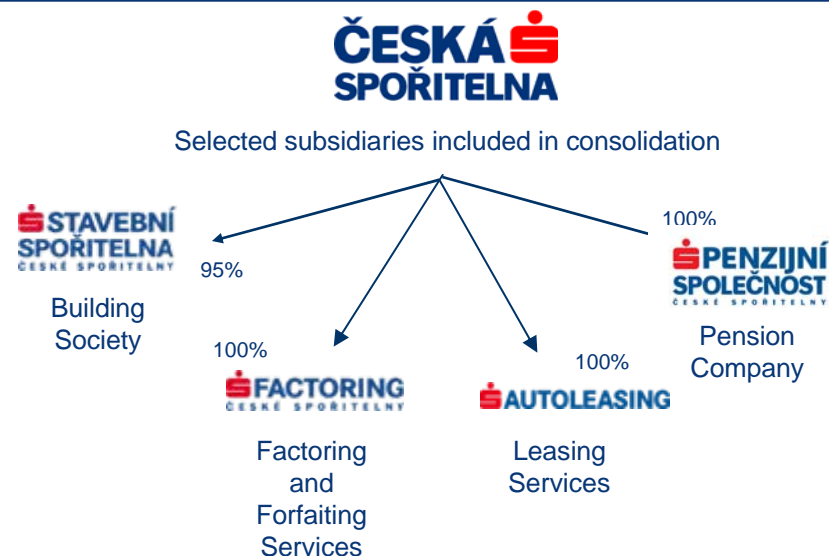 ČESKÁ
SPOŘITELNA
Selected subsidiaries included in consolidation
STAVEBNÍ
SPOŘITELNA
ČESKÉ SPOŘITELNY
95%
Building
Society
100%
FACTORING
ČESKÉ SPOŘITELNY
Factoring
and
Forfaiting
Services
100%
AUTOLEASING
Leasing
Services
100%
PENZIJNÍ
SPOLEČNOST
ČESKÉ SPOŘITELNY
Pension
Company